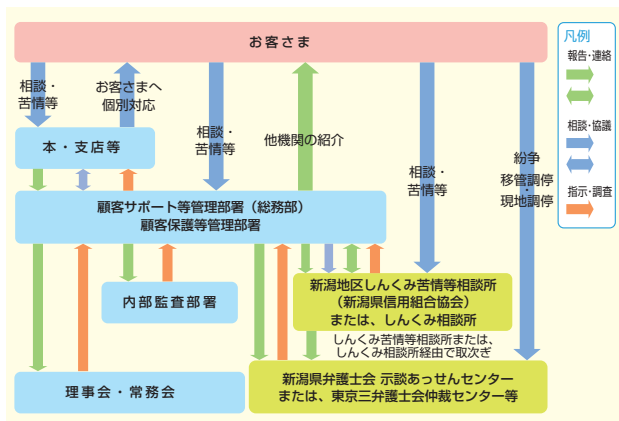 お客さま
凡例
報告・連絡
相談・協議
指示・調査
相談・
苦情等
お客さまへ
個別対応
相談・
苦情等
他機関の紹介
相談・
苦情等
紛争
移管調停
・
現地調停
本・支店等
顧客サポート等管理部署（総務部）
顧客保護等管理部署
内部監査部署
新潟地区しんくみ苦情等相談所
（新潟県信用組合協会）
または、しんくみ相談所
しんくみ苦情等相談所または、
しんくみ相談所経由で取次ぎ
理事会・常務会
新潟県弁護士会 示談あっせんセンター
または、東京三弁護士会仲裁センター等